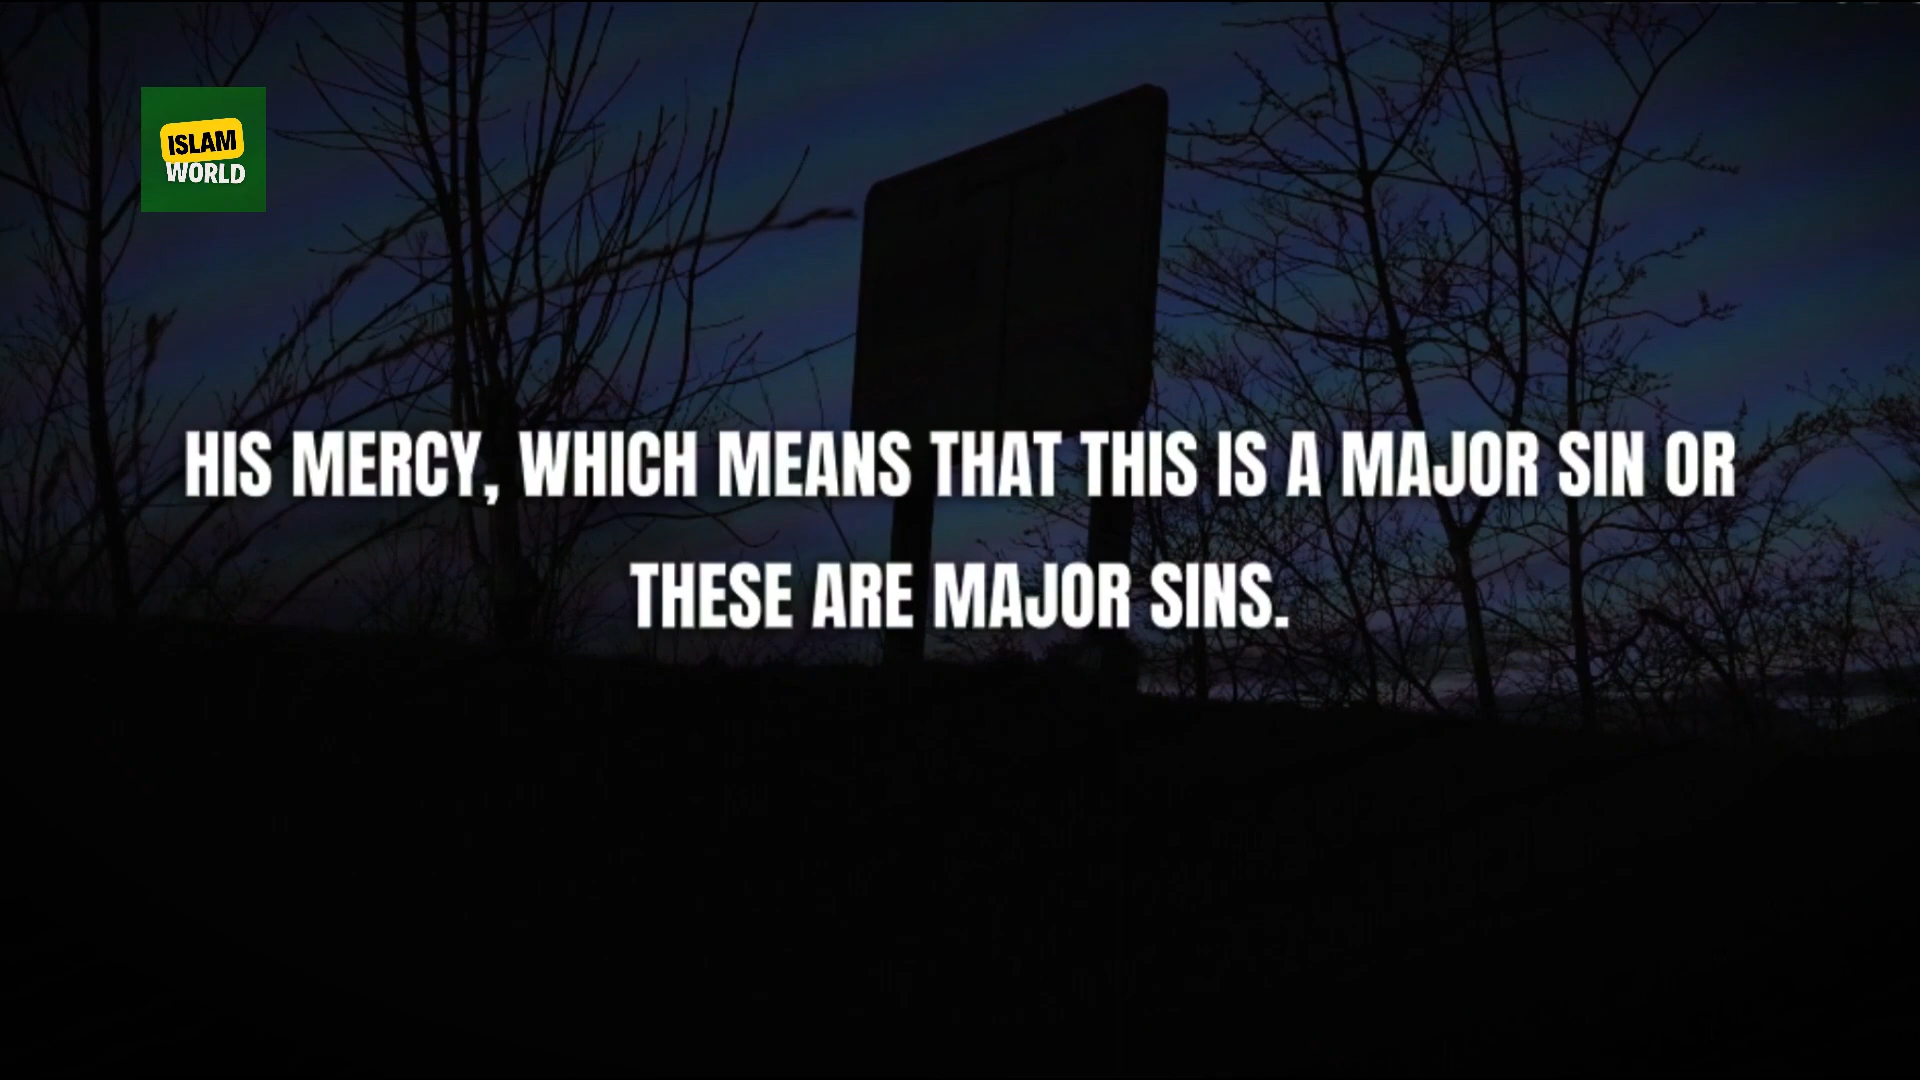 ISLAM
WORLD
HIS MERCY, WHICH MEANS THAT THIS IS A MAJOR SIN OR
THESE ARE MAJOR SINS.